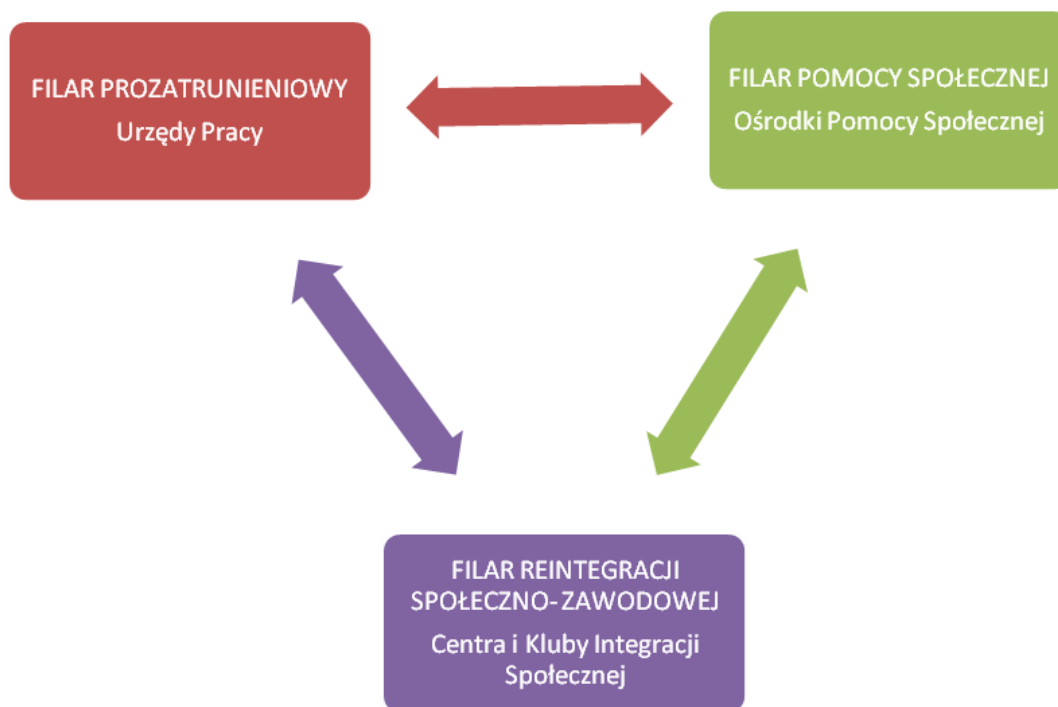 FILAR PROZATRUNIENIOWY
Urzędy Pracy
FILAR POMOCY SPOŁECZNEJ
Ośrodki Pomocy Społecznej
FILAR REINTEGRACJI
SPOŁECZNO- ZAWODOWEJ
Centra i Kluby Integracji
Społecznej